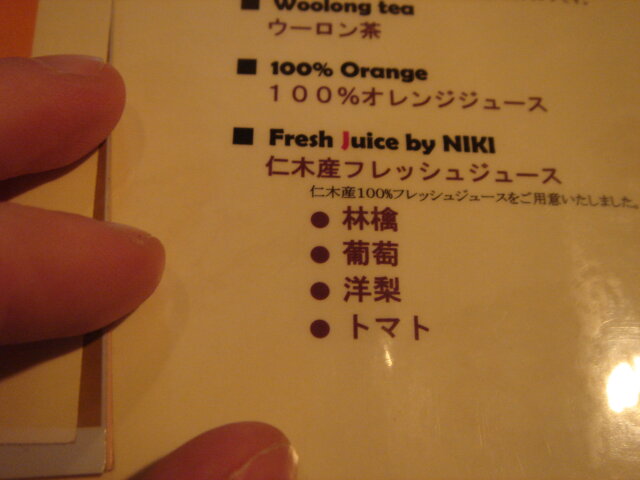 ■ Woolong tea
ウーロン茶
■ 100% Orange
１００％オレンジジュース
■ Fresh Juice by NIKI
仁木産フレッシュジュース
仁木産100%フレッシュジュースをご用意いたしました。
● 林檎
● 葡萄
● 洋梨
● トマト